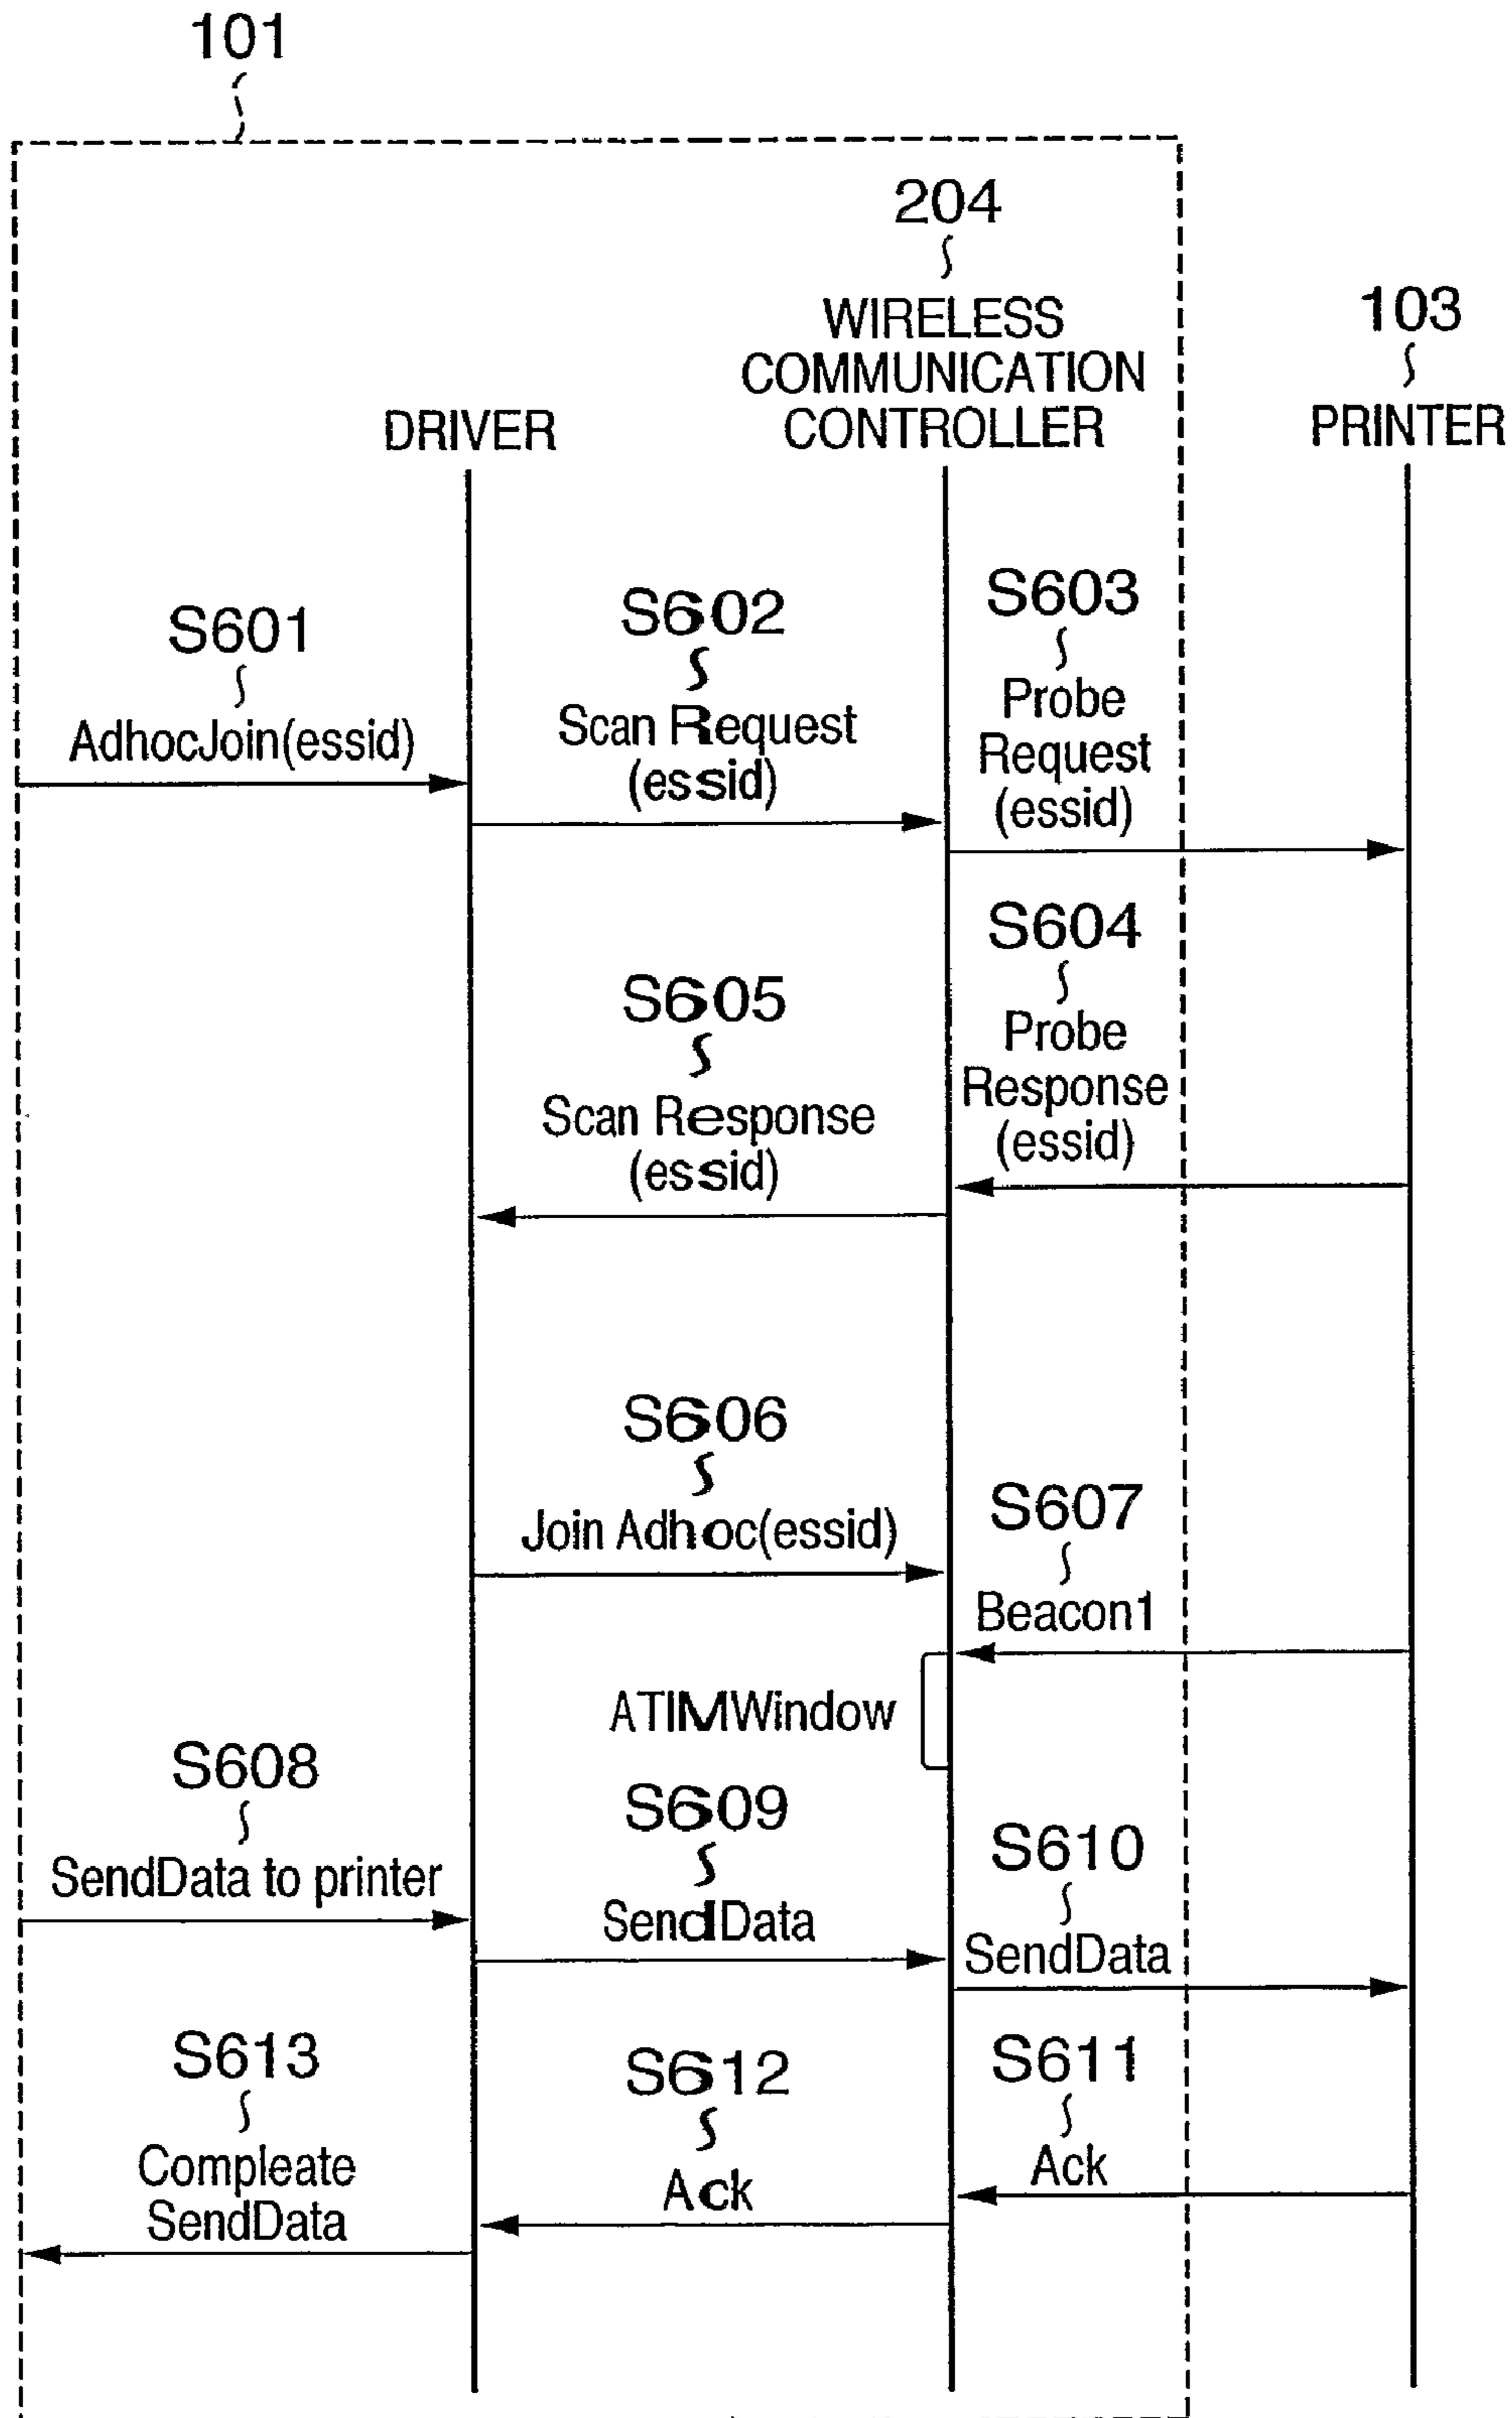 101
204
WIRELESS
COMMUNICATION
CONTROLLER
103
DRIVER
PRINTER
S601
AdhocJoin(essid)
S602
Scan Request
(essid)
S603
Probe
Request
(essid)
S604
Probe
Response
(essid)
S605
Scan Response
(essid)
S606
Join Adhoc(essid)
S607
Beacon1
ATIMWindow
S608
SendData to printer
S609
SendData
S610
SendData
S611
Ack
S612
Ack
S613
Compleate
SendData